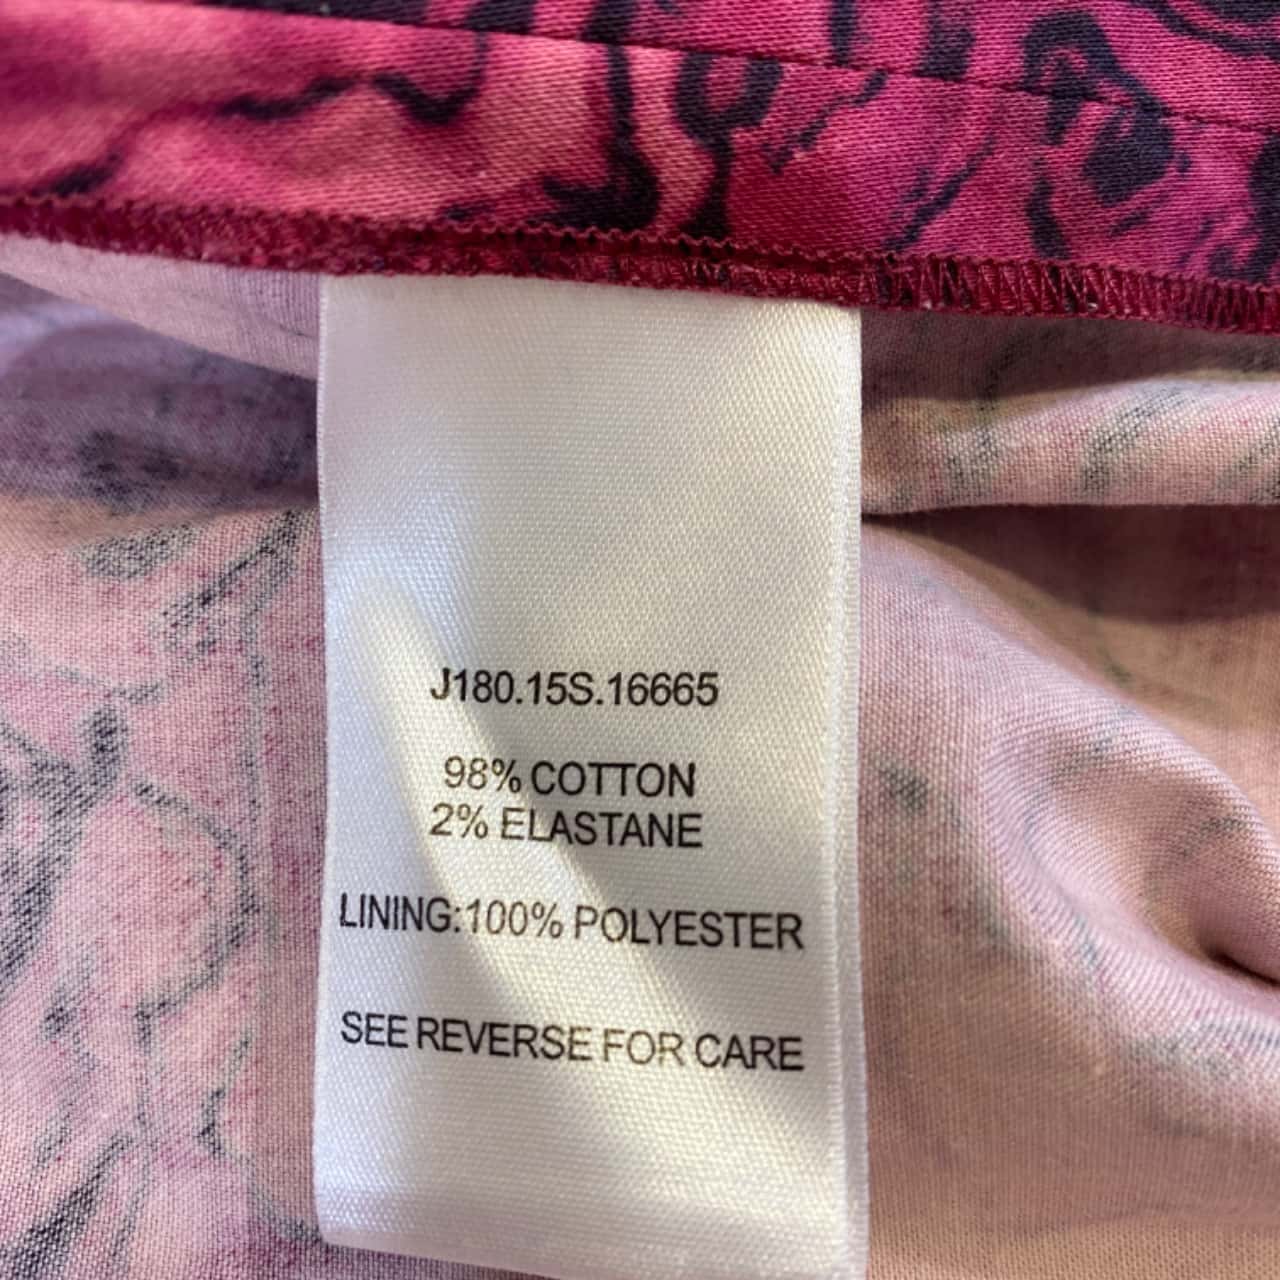 J180.15S.16665
98% COTTON
2% ELASTANE
LINING:100% POLYESTER
SEE REVERSE FOR CARE